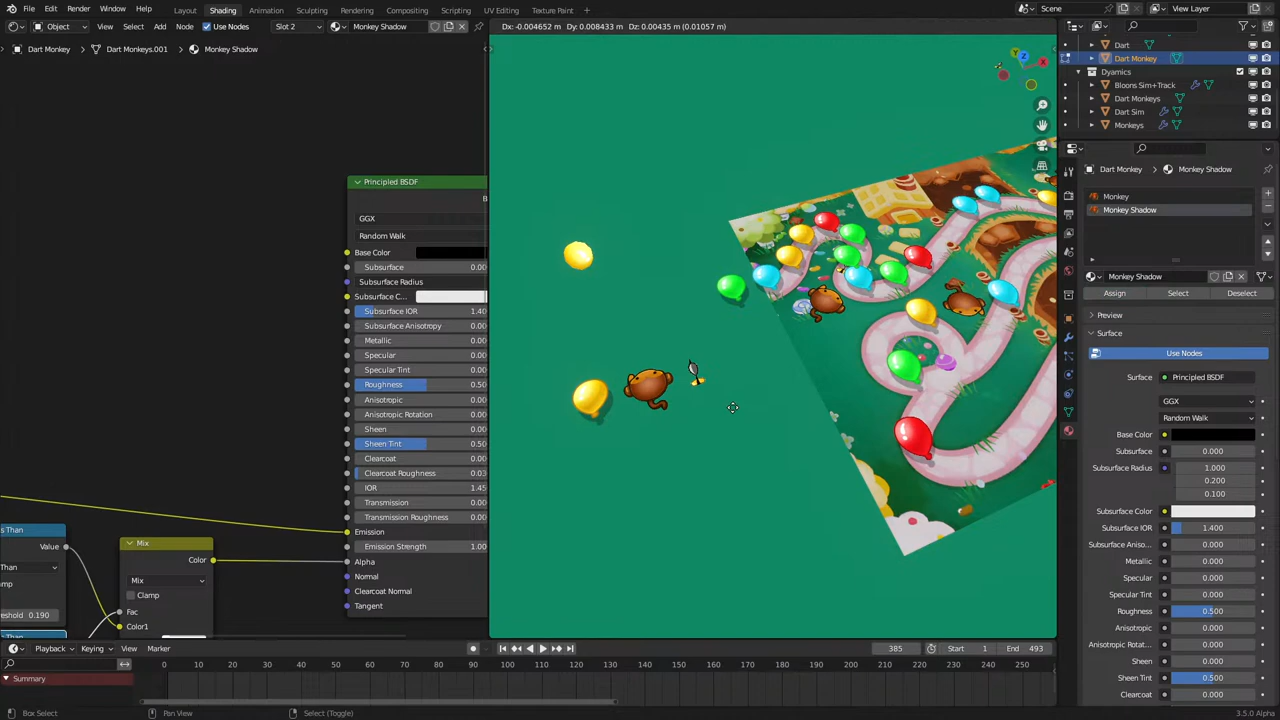 File Edit Render Window Help Layout Shading Animation Sculpting Rendering Compositing Scripting UV Editing Texture Paint Scene View Layer
Object View Select Add Node Use Nodes Slot 2 Monkey Shadow
Dx: -0.004652 m Dy: 0.008433 m Dz: 0.00435 m (0.01057 m)
Dart Monkey Dart Monkeys.001 Monkey Shadow
Principled BSDF
GGX
Random Walk
Base Color
Subsurface 0.00
Subsurface Radius
Subsurface C...
Subsurface IOR 1.40
Subsurface Anisotropy 0.00
Metallic 0.00
Specular 0.00
Specular Tint 0.00
Roughness 0.50
Anisotropic 0.00
Anisotropic Rotation 0.00
Sheen 0.00
Sheen Tint 0.50
Clearcoat 0.00
Clearcoat Roughness 0.03
IOR 1.45
Transmission 0.00
Transmission Roughness 0.00
Emission
Emission Strength 1.00
Alpha
Normal
Clearcoat Normal
Tangent
s Than
Value
Than
mp
shold 0.190
Than
Mix
Color
Mix
Clamp
Fac
Color1
Dart
Dart Monkey
Dyamics
Bloons Sim+Track
Dart Monkeys
Dart Sim
Monkeys
Dart Monkey Monkey Shadow
Monkey
Monkey Shadow
Monkey Shadow
Assign Select Deselect
Preview
Surface
Use Nodes
Surface Principled BSDF
GGX
Random Walk
Base Color
Subsurface 0.000
Subsurface Radius 1.000
0.200
0.100
Subsurface Color
Subsurface IOR 1.400
Subsurface Aniso... 0.000
Metallic 0.000
Specular 0.000
Specular Tint 0.000
Roughness 0.500
Anisotropic 0.000
Anisotropic Rotat... 0.000
Sheen 0.000
Sheen Tint 0.500
Clearcoat 0.000
Playback Keying View Marker 385 Start 1 End 493
0 10 20 30 40 50 60 70 80 90 100 110 120 130 140 150 160 170 180 190 200 210 220 230 240 250
Summary
Box Select Pan View Select (Toggle) 3.5.0 Alpha